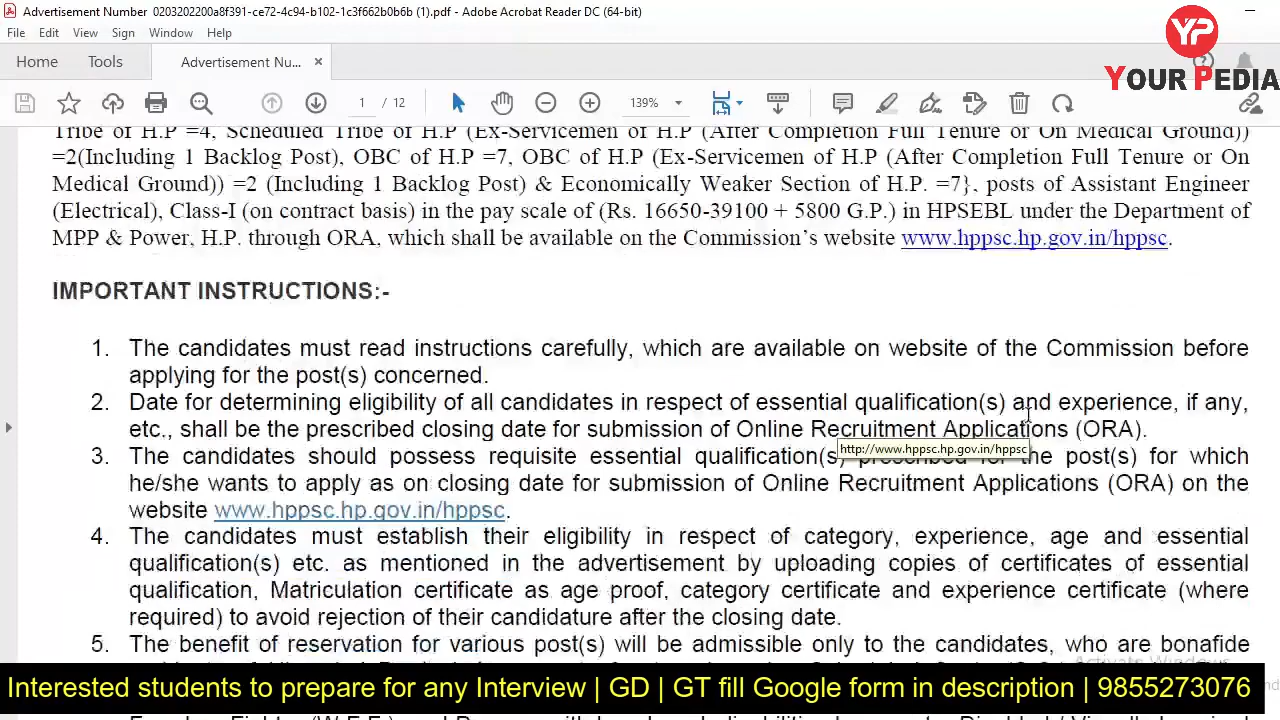 Advertisement Number 0203202200a8f391-ce72-4c94-b102-1c3f662b0b6b (1).pdf - Adobe Acrobat Reader DC (64-bit)
File Edit View Sign Window Help
Home Tools Advertisement Nu... ×
1 / 12 139%
YP
YOUR PEDIA
Tribe of H.P =4, Scheduled Tribe of H.P (Ex-Servicemen of H.P (After Completion Full Tenure or On Medical Ground))
=2(Including 1 Backlog Post), OBC of H.P =7, OBC of H.P (Ex-Servicemen of H.P (After Completion Full Tenure or On
Medical Ground)) =2 (Including 1 Backlog Post) & Economically Weaker Section of H.P. =7}, posts of Assistant Engineer
(Electrical), Class-I (on contract basis) in the pay scale of (Rs. 16650-39100 + 5800 G.P.) in HPSEBL under the Department of
MPP & Power, H.P. through ORA, which shall be available on the Commission's website www.hppsc.hp.gov.in/hppsc.
IMPORTANT INSTRUCTIONS:-
1. The candidates must read instructions carefully, which are available on website of the Commission before
applying for the post(s) concerned.
2. Date for determining eligibility of all candidates in respect of essential qualification(s) and experience, if any,
etc., shall be the prescribed closing date for submission of Online Recruitment Applications (ORA).
http://www.hppsc.hp.gov.in/hppsc
3. The candidates should possess requisite essential qualification(s) prescribed for the post(s) for which
he/she wants to apply as on closing date for submission of Online Recruitment Applications (ORA) on the
website www.hppsc.hp.gov.in/hppsc.
4. The candidates must establish their eligibility in respect of category, experience, age and essential
qualification(s) etc. as mentioned in the advertisement by uploading copies of certificates of essential
qualification, Matriculation certificate as age proof, category certificate and experience certificate (where
required) to avoid rejection of their candidature after the closing date.
5. The benefit of reservation for various post(s) will be admissible only to the candidates, who are bonafide
Activate Windows
Interested students to prepare for any Interview | GD | GT fill Google form in description | 9855273076